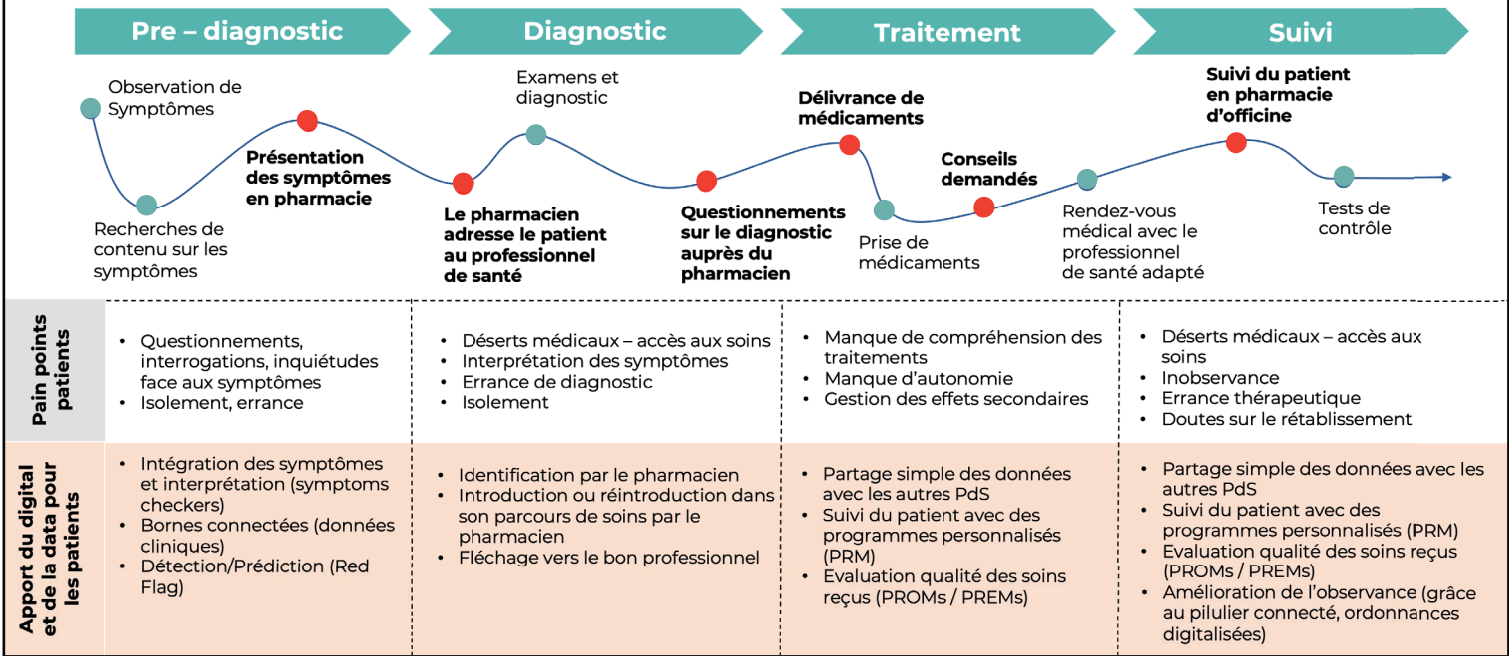 Pre – diagnostic
Diagnostic
Traitement
Suivi
Observation de
Symptômes
Recherches de
contenu sur les
symptômes
Présentation
des symptômes
en pharmacie
Le pharmacien
adresse le patient
au professionnel
de santé
Examens et
diagnostic
Questionnements
sur le diagnostic
auprès du
pharmacien
Délivrance de
médicaments
Prise de
médicaments
Conseils
demandés
Rendez-vous
médical avec le
professionnel
de santé adapté
Suivi du patient
en pharmacie
d’officine
Tests de
contrôle
Pain points
patients
• Questionnements,
interrogations, inquiétudes
face aux symptômes
• Isolement, errance
• Déserts médicaux – accès aux soins
• Interprétation des symptômes
• Errance de diagnostic
• Isolement
• Manque de compréhension des
traitements
• Manque d’autonomie
• Gestion des effets secondaires
• Déserts médicaux – accès aux
soins
• Inobservance
• Errance thérapeutique
• Doutes sur le rétablissement
Apport du digital
et de la data pour
les patients
• Intégration des symptômes
et interprétation (symptoms
checkers)
• Bornes connectées (données
cliniques)
• Détection/Prédiction (Red
Flag)
• Identification par le pharmacien
• Introduction ou réintroduction dans
son parcours de soins par le
pharmacien
• Fléchage vers le bon professionnel
• Partage simple des données
avec les autres PdS
• Suivi du patient avec des
programmes personnalisés
(PRM)
• Evaluation qualité des soins
reçus (PROMs / PREMs)
• Partage simple des données avec les
autres PdS
• Suivi du patient avec des
programmes personnalisés (PRM)
• Evaluation qualité des soins reçus
(PROMs / PREMs)
• Amélioration de l’observance (grâce
au pilulier connecté, ordonnances
digitalisées)